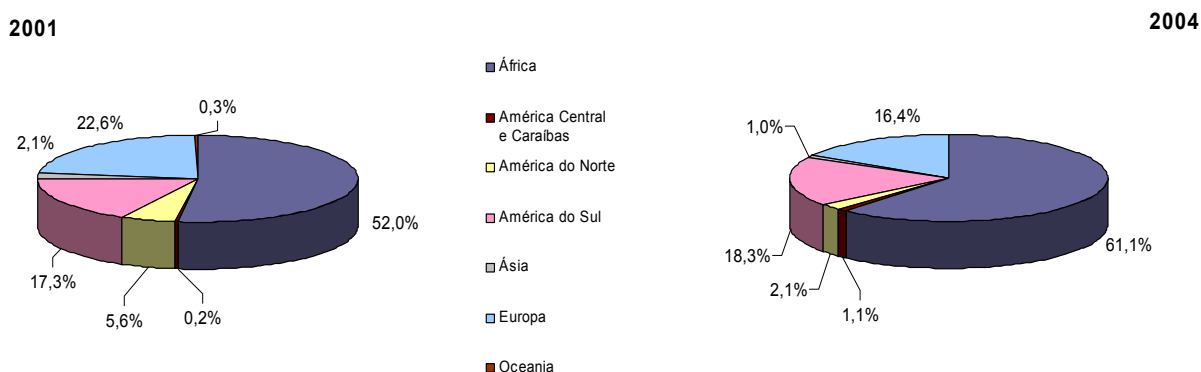 2001
2004
0,3%
22,6%
2,1%
52,0%
17,3%
5,6%
0,2%
África
América Central
e Caraíbas
América do Norte
América do Sul
Ásia
Europa
Oceania
16,4%
1,0%
61,1%
18,3%
2,1%
1,1%